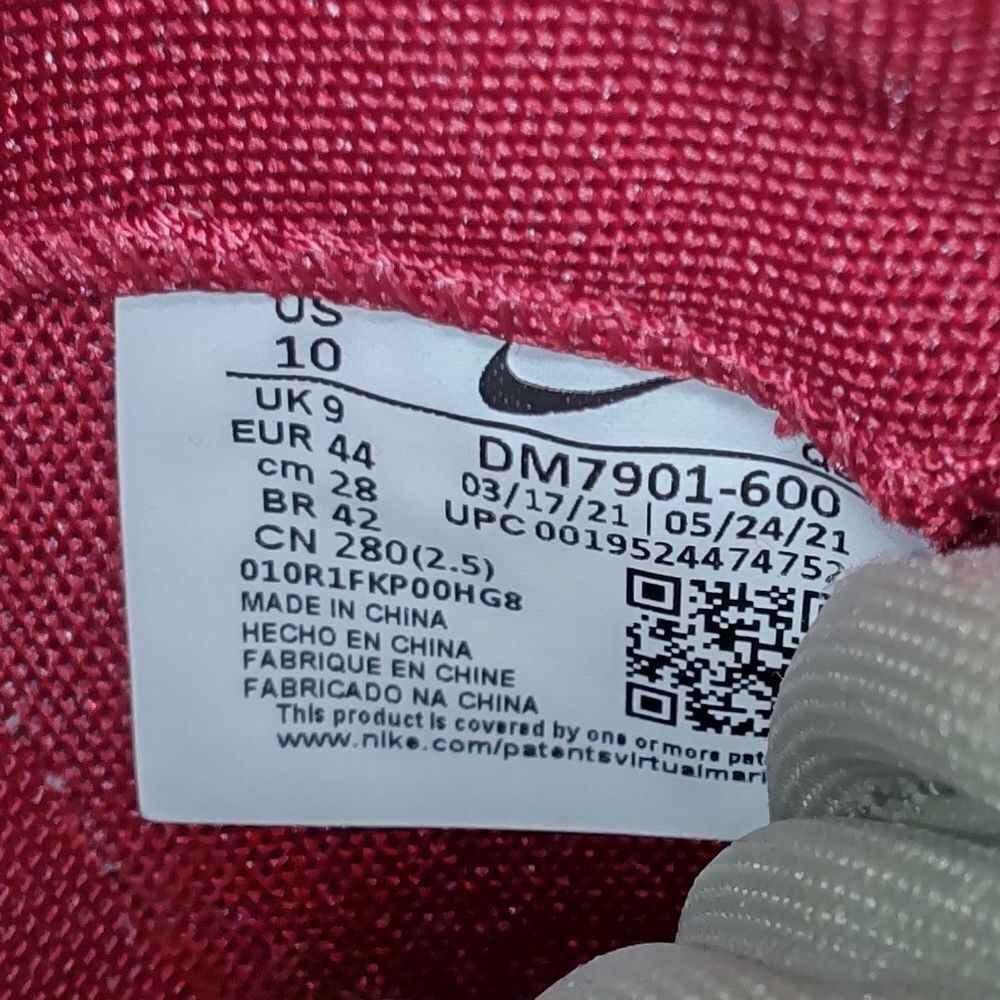 US
10
UK 9
EUR 44
cm 28
BR 42
CN 280(2.5)
010R1FKP00HG8
MADE IN CHINA
HECHO EN CHINA
FABRIQUE EN CHINE
FABRICADO NA CHINA
DM7901-600
03/17/21 | 05/24/21
UPC 00195244747452
This product is covered by one or more
www.nike.com/patentsvirtualmar